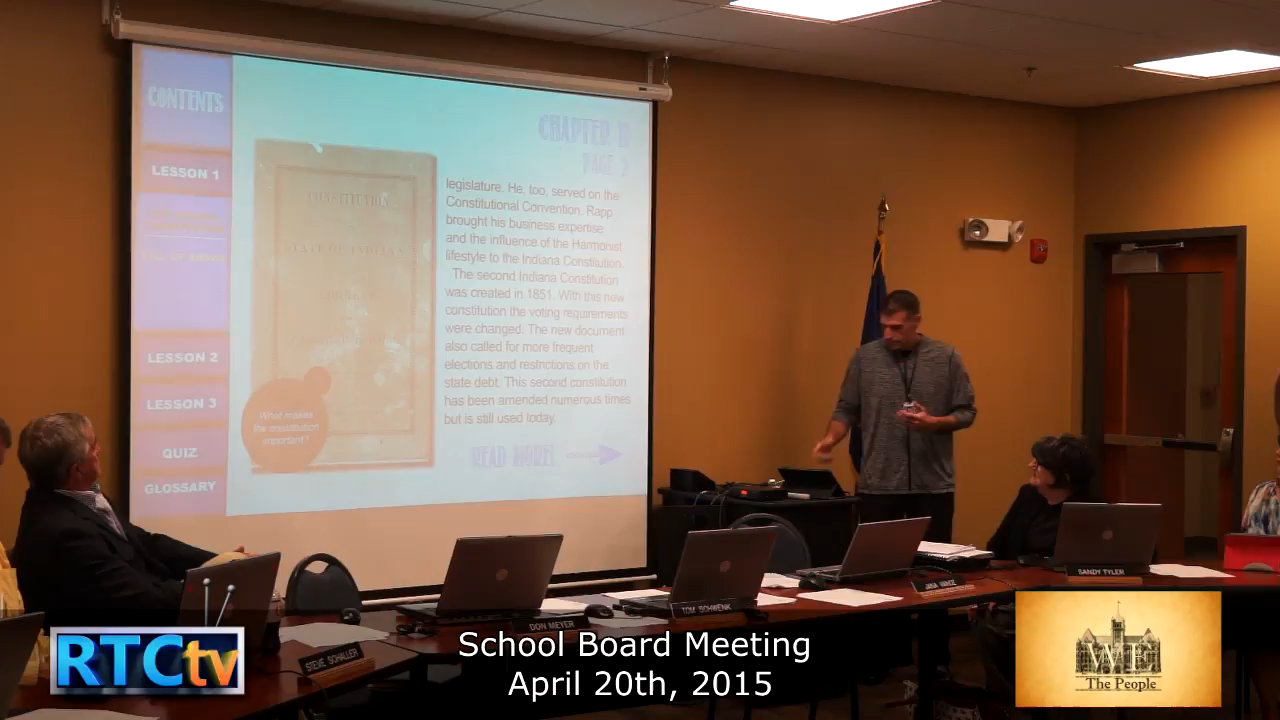 CONTENTS
LESSON 1
LESSON 2
LESSON 3
QUIZ
GLOSSARY
CONSTITUTION
STATE OF INDIANA
What makes
the constitution
important?
CHAPTER
PAGE 2
legislature. He, too, served on the
Constitutional Convention. Rapp
brought his business expertise
and the influence of the Harmonist
lifestyle to the Indiana Constitution.
The second Indiana Constitution
was created in 1851. With this new
constitution the voting requirements
were changed. The new document
also called for more frequent
elections and restrictions on the
state debt. This second constitution
has been amended numerous times
but is still used today.
READ MORE!
STEVE SCHALLER
DON MEYER
TOM SCHWENK
SANDY TYLER
RTCtv
School Board Meeting
April 20th, 2015
WE
The People